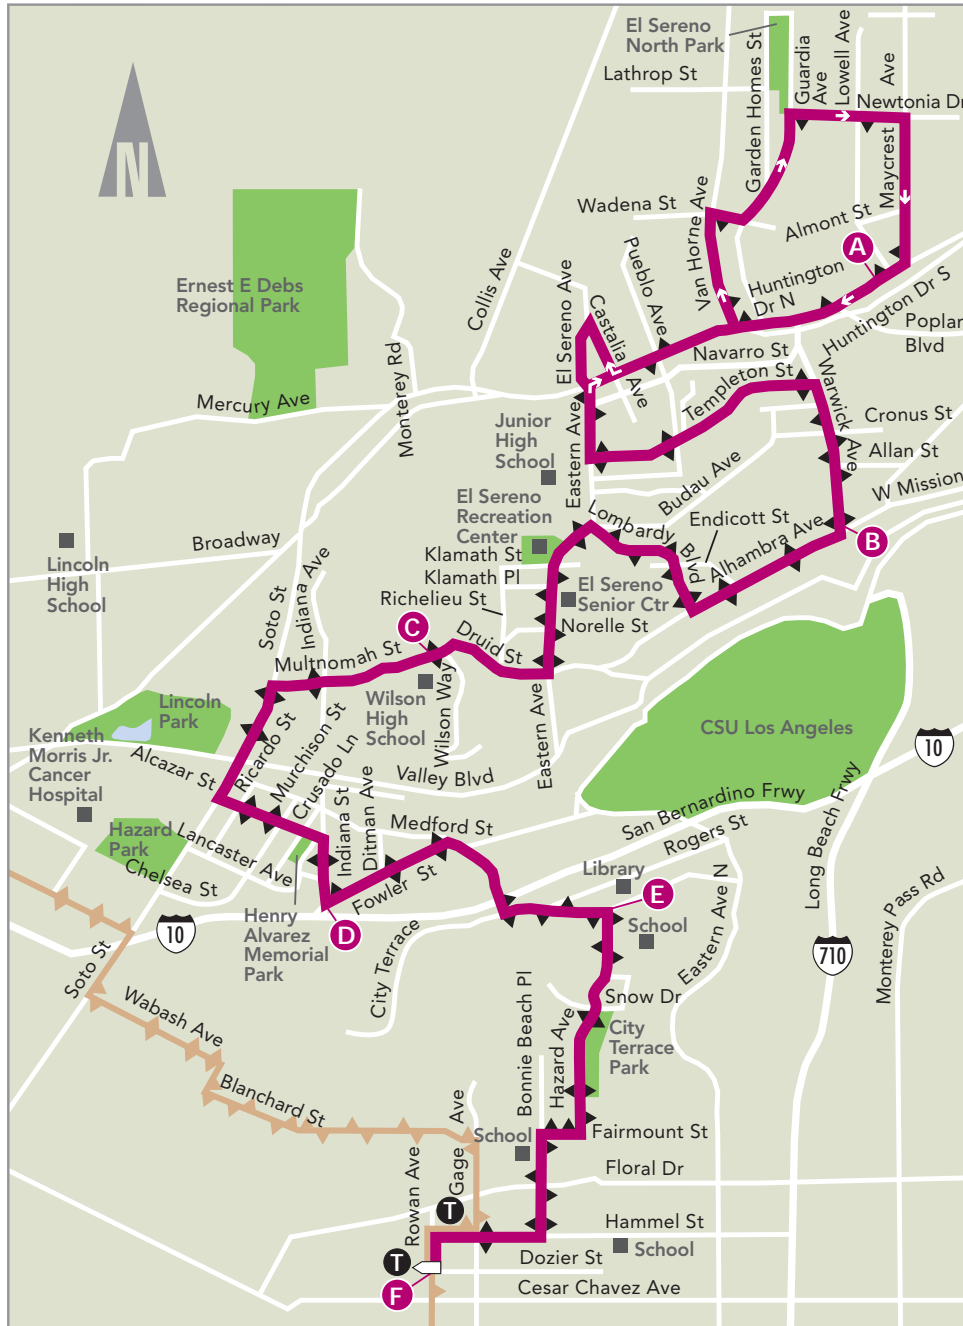 El Sereno
North Park
Lathrop St
Garden Homes St
Guardia
Ave
Lowell Ave
Maycrest Ave
Newtonia Dr
N
Wadena St
Van Horne Ave
Almont St
A
Ernest E Debs
Regional Park
Collis Ave
El Sereno Ave
Pueblo Ave
Castalia Ave
Huntington
Dr N
Huntington Dr S
Poplar
Blvd
Navarro St
Templeton St
Warwick Ave
Mercury Ave
Monterey Rd
Cronus St
Allan St
W Mission
Junior
High
School
Eastern Ave
Budau Ave
El Sereno
Recreation
Center
Lombardy Blvd
Endicott St
Alhambra Ave
B
Broadway
Lincoln
High
School
Klamath St
Klamath Pl
Richelieu St
El Sereno
Senior Ctr
Norelle St
Soto St
Indiana Ave
C
Druid St
Multnomah St
Wilson
High
School
Wilson Way
Eastern Ave
Lincoln
Park
CSU Los Angeles
10
Kenneth
Morris Jr.
Cancer
Hospital
Alcazar St
Ricardo St
Murchison St
Crusado Ln
Valley Blvd
Indiana St
Ditman Ave
Medford St
San Bernardino Frwy
Rogers St
Long Beach Frwy
Hazard
Park
Lancaster Ave
Chelsea St
Fowler St
Library
E
Henry
Alvarez
Memorial
Park
D
10
School
Eastern Ave N
710
Monterey Pass Rd
City Terrace
Soto St
Wabash Ave
Snow Dr
Bonnie Beach Pl
Hazard Ave
City
Terrace
Park
Blanchard St
Gage Ave
School
Fairmount St
Rowan Ave
Floral Dr
T
Hammel St
School
T
Dozier St
F
Cesar Chavez Ave